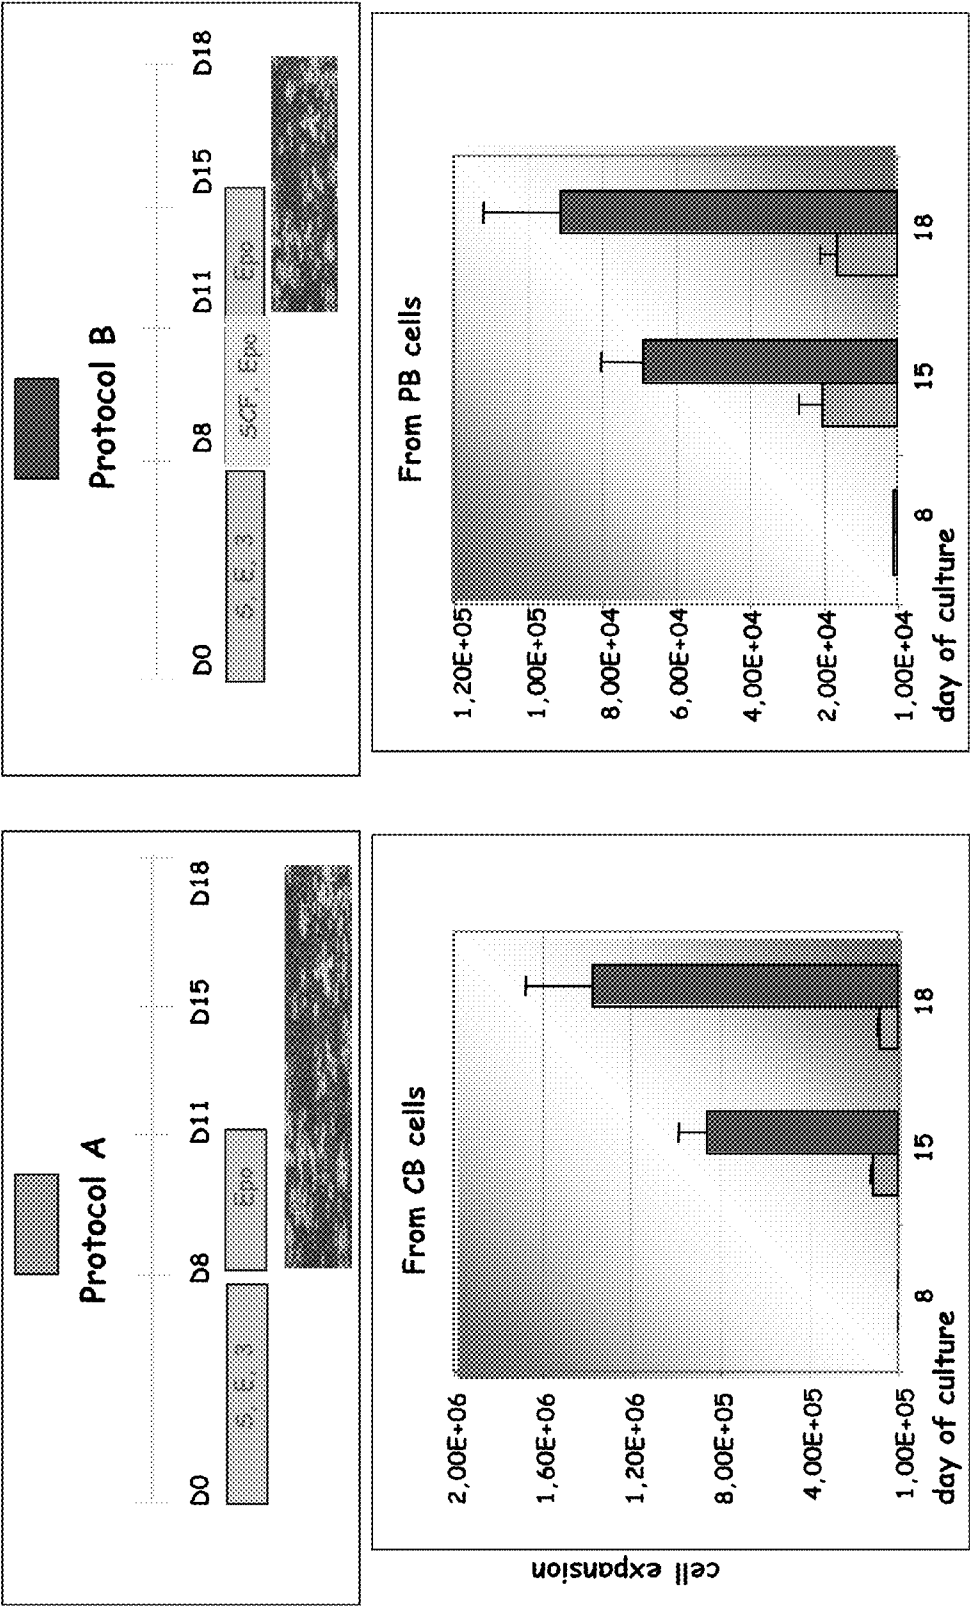 Protocol A
D0 D8 D11 D15 D18
S, E, 3
Epo
Protocol B
D0 D8 D11 D15 D18
S, E, 3
SCF, Epo
Epo
From CB cells
cell expansion
2,00E+06
1,60E+06
1,20E+06
8,00E+05
4,00E+05
1,00E+05
8 15 18
day of culture
From PB cells
1,20E+05
1,00E+05
8,00E+04
6,00E+04
4,00E+04
2,00E+04
1,00E+04
8 15 18
day of culture